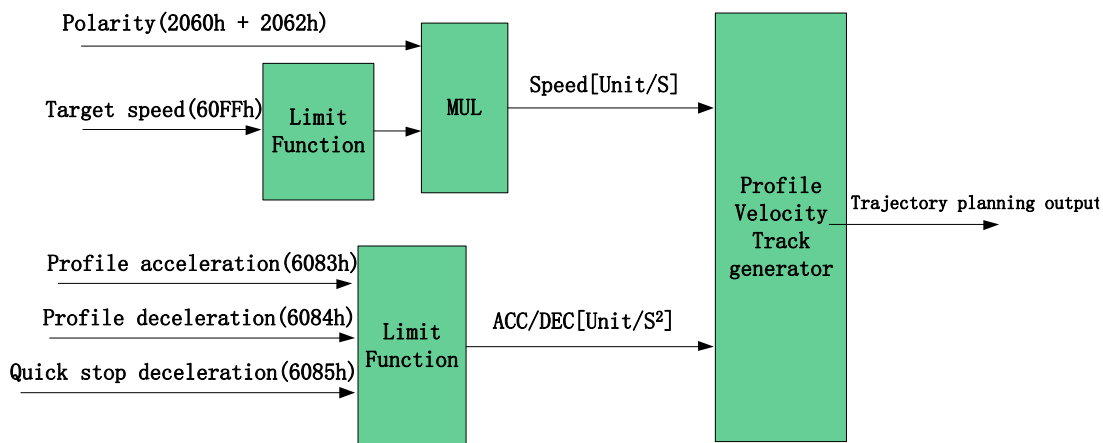 Polarity(2060h + 2062h)
Target speed(60FFh)
Limit
Function
MUL
Speed[Unit/S]
Profile
Velocity
Track
generator
Trajectory planning output
Profile acceleration(6083h)
Profile deceleration(6084h)
Quick stop deceleration(6085h)
Limit
Function
ACC/DEC[Unit/S²]